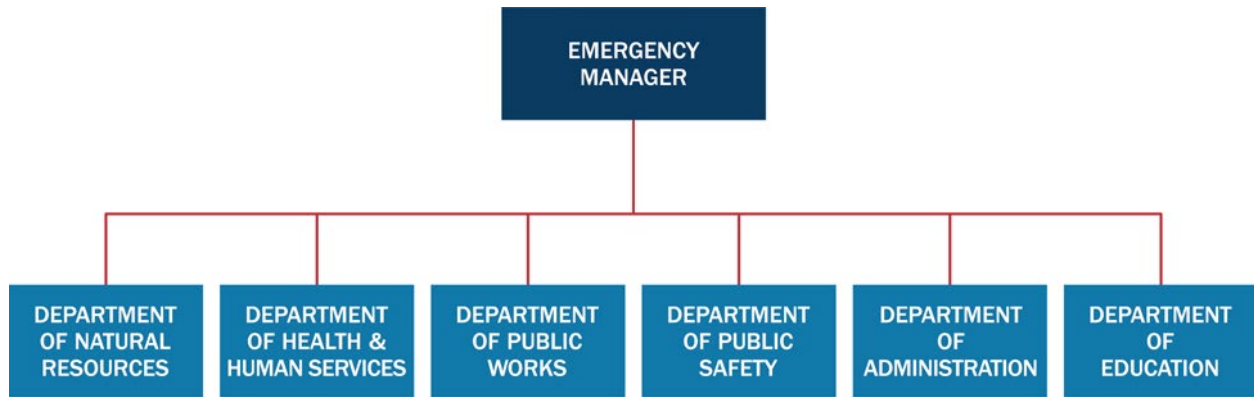 EMERGENCY
MANAGER
DEPARTMENT
OF NATURAL
RESOURCES
DEPARTMENT
OF HEALTH &
HUMAN SERVICES
DEPARTMENT
OF PUBLIC
WORKS
DEPARTMENT
OF PUBLIC
SAFETY
DEPARTMENT
OF
ADMINISTRATION
DEPARTMENT
OF
EDUCATION